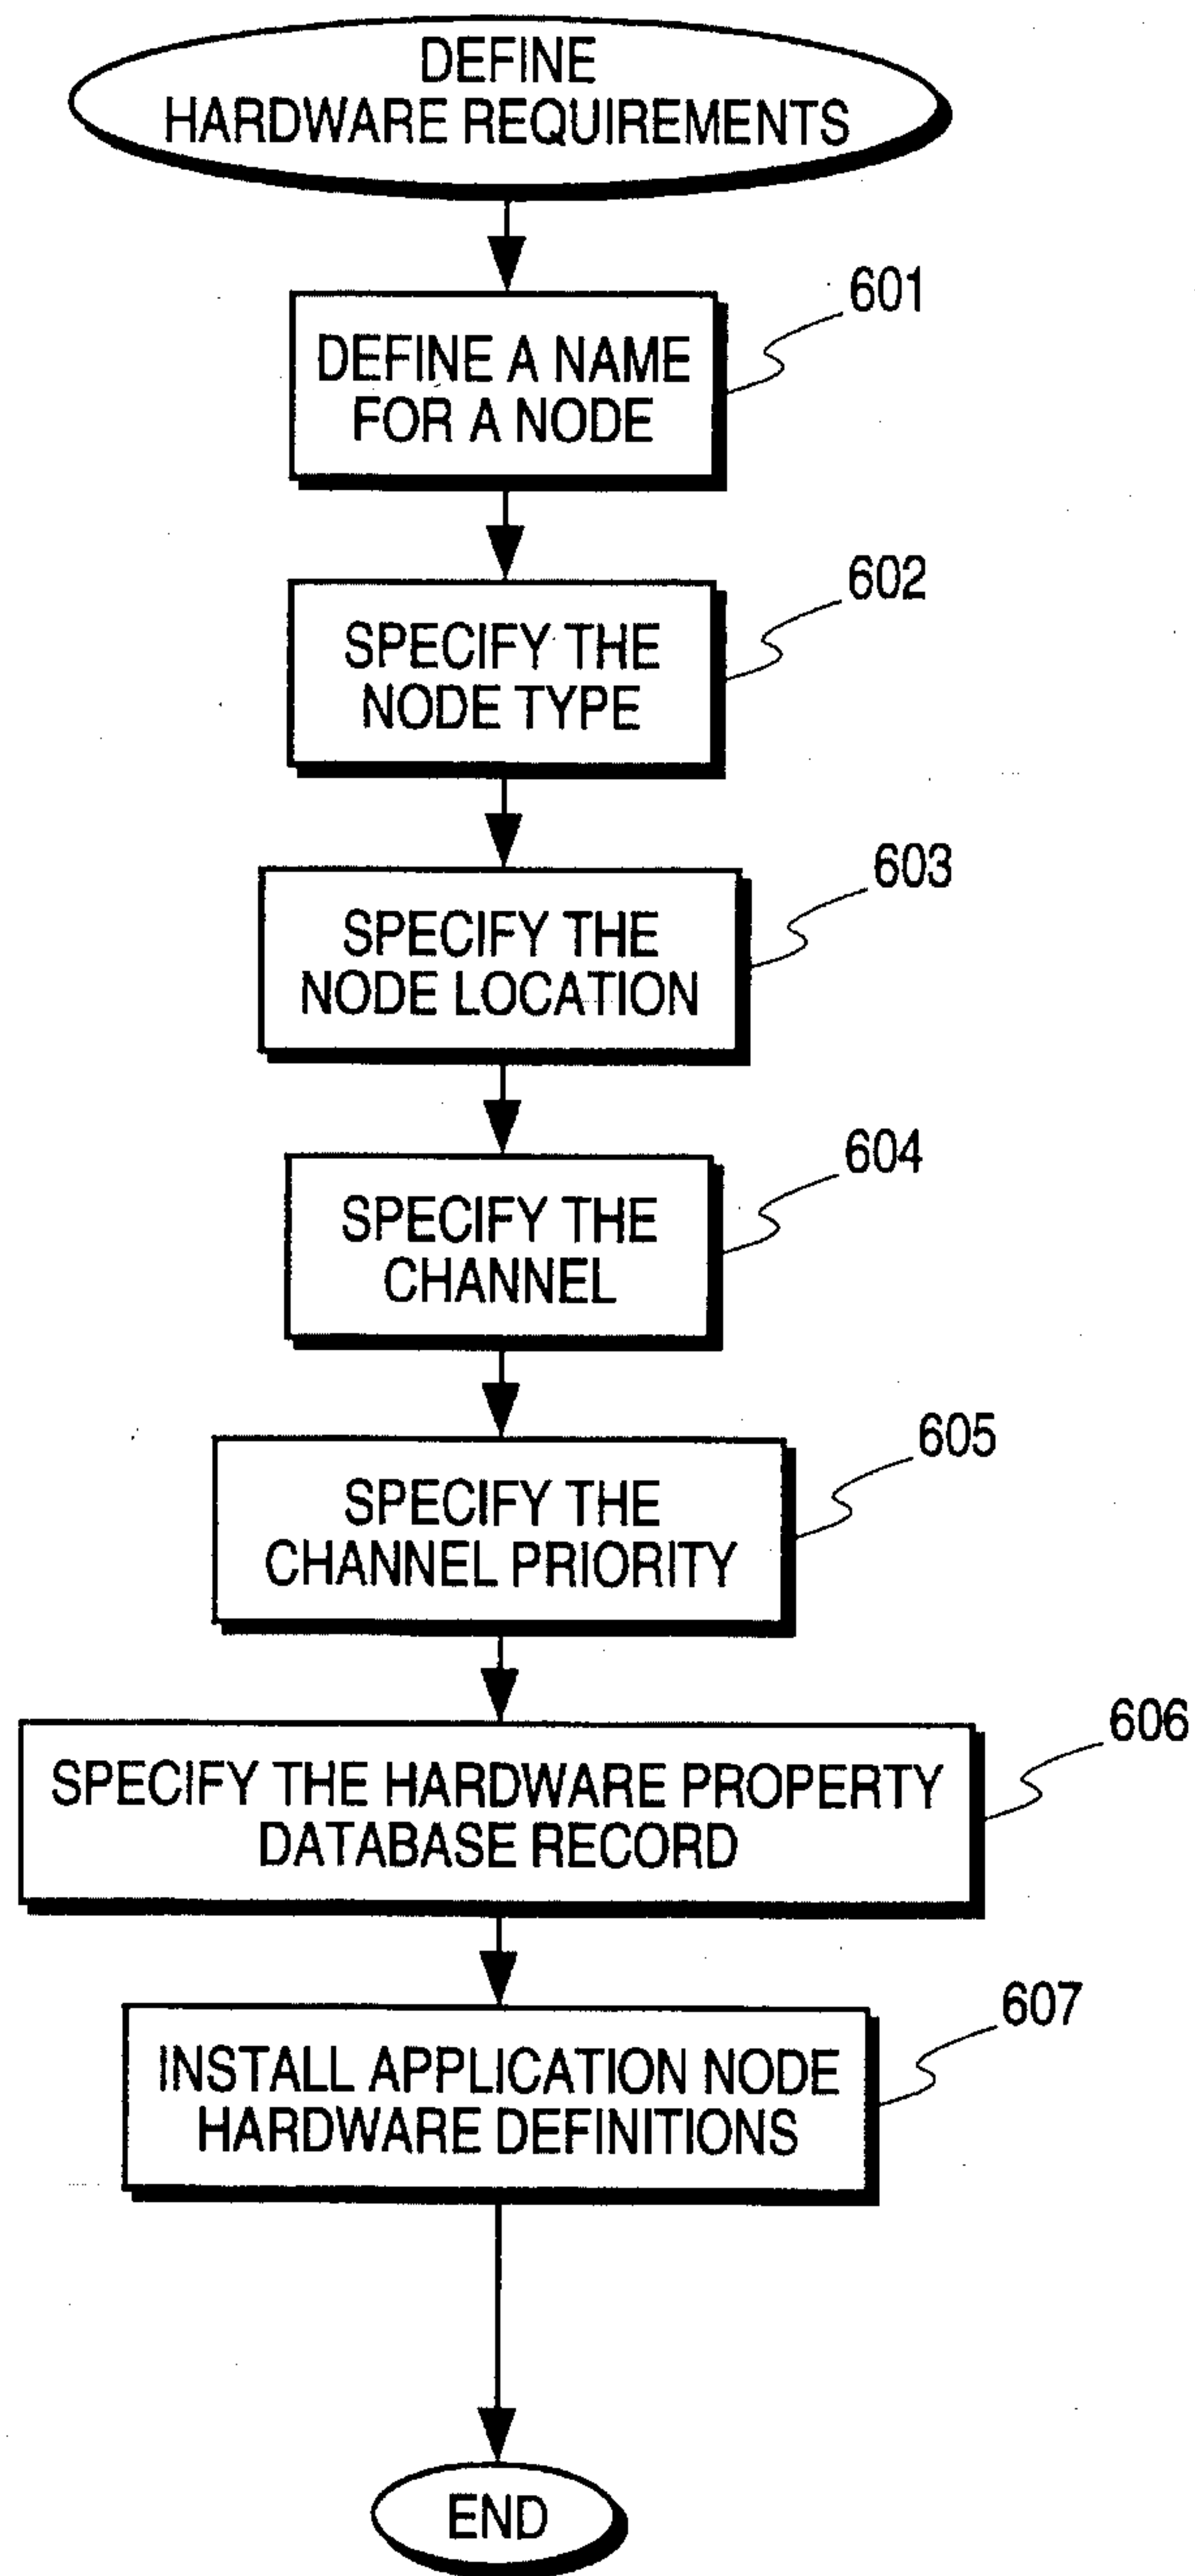 DEFINE
HARDWARE REQUIREMENTS
601
DEFINE A NAME
FOR A NODE
602
SPECIFY THE
NODE TYPE
603
SPECIFY THE
NODE LOCATION
604
SPECIFY THE
CHANNEL
605
SPECIFY THE
CHANNEL PRIORITY
606
SPECIFY THE HARDWARE PROPERTY
DATABASE RECORD
607
INSTALL APPLICATION NODE
HARDWARE DEFINITIONS
END